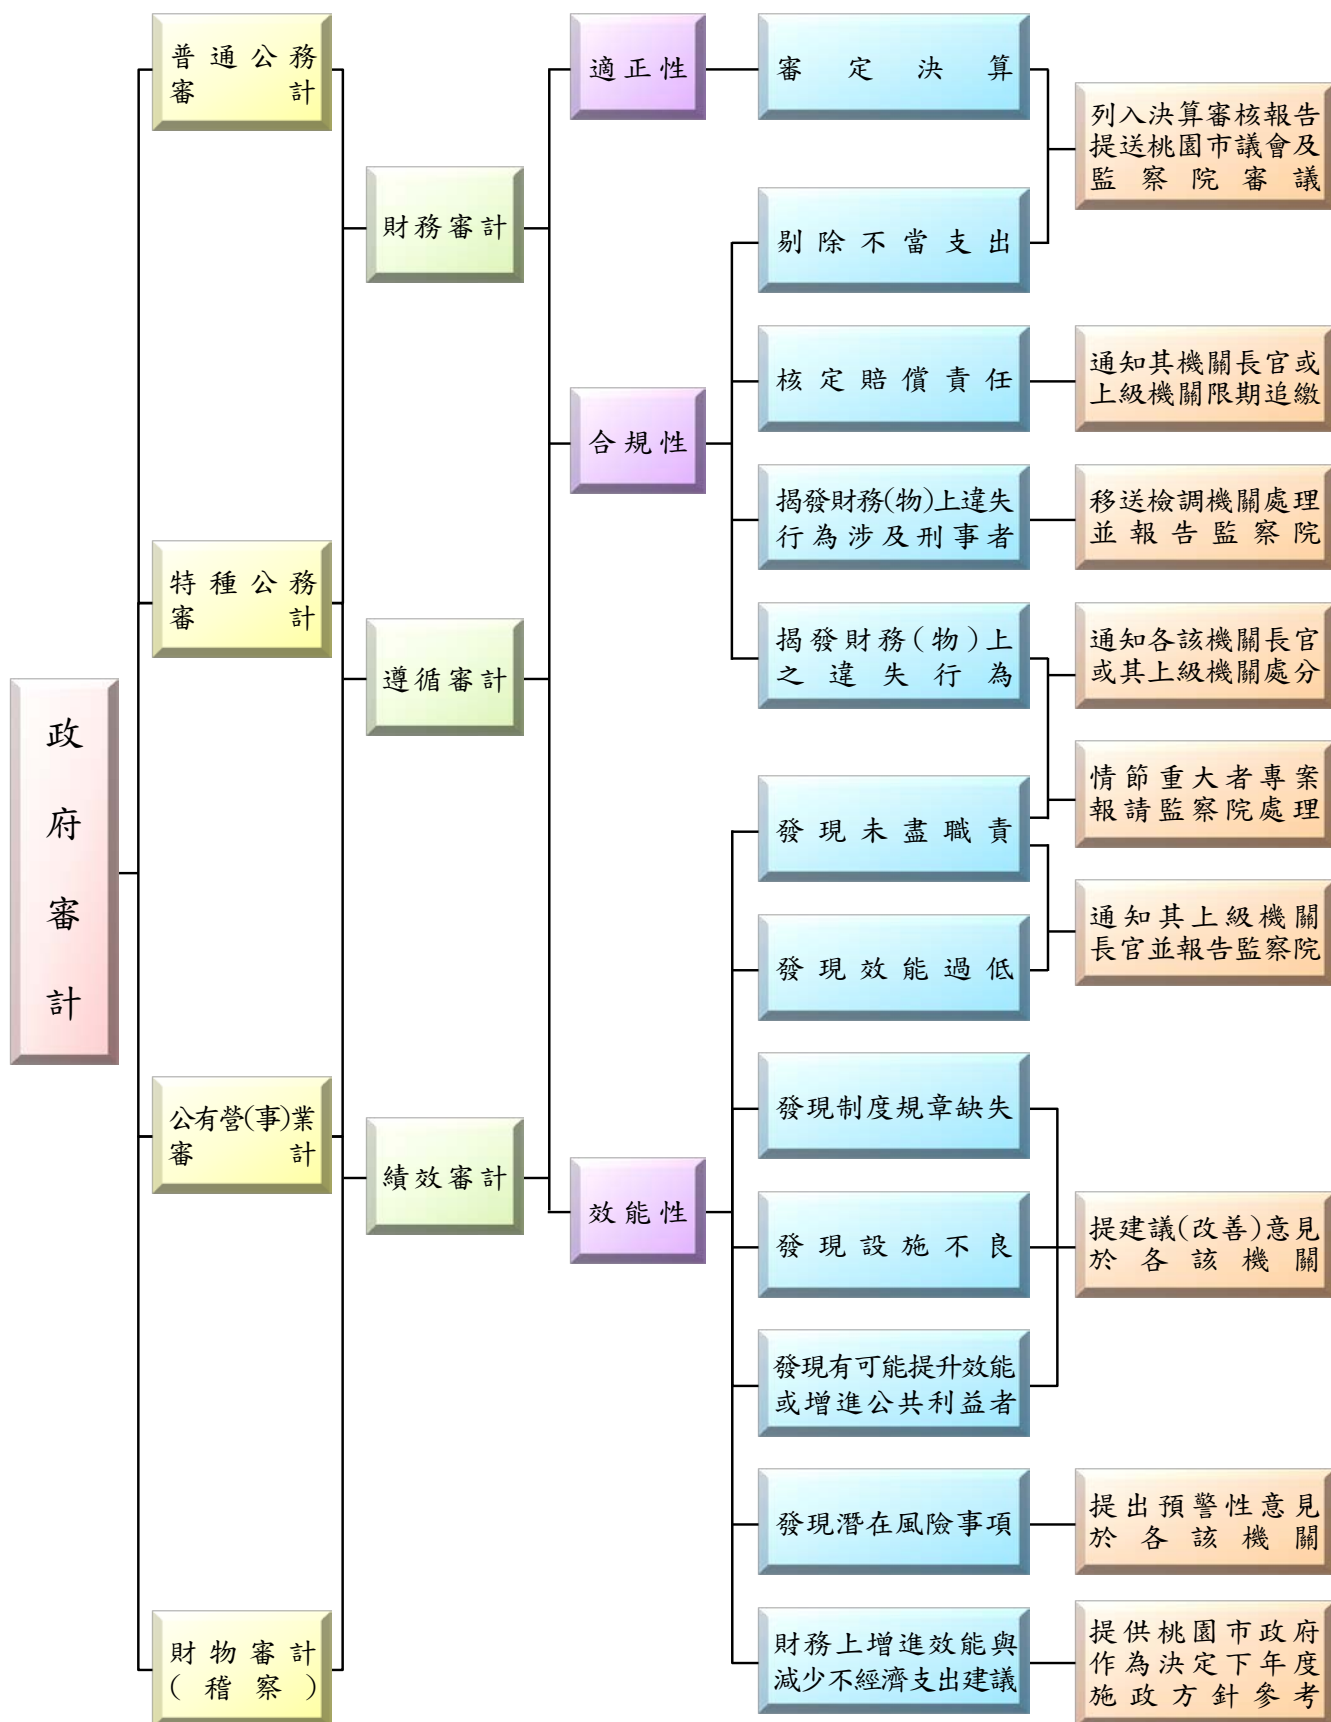 政府審計
普通公務
審計
特種公務
審計
公有營(事)業
審計
財物審計
(稽察)
財務審計
遵循審計
績效審計
適正性
合規性
效能性
審定決算
剔除不當支出
核定賠償責任
揭發財務(物)上違失
行為涉及刑事者
揭發財務(物)上
之違失行為
發現未盡職責
發現效能過低
發現制度規章缺失
發現設施不良
發現有可能提升效能
或增進公共利益者
發現潛在風險事項
財務上增進效能與
減少不經濟支出建議
列入決算審核報告
提送桃園市議會及
監察院審議
通知其機關長官或
上級機關限期追繳
移送檢調機關處理
並報告監察院
通知各該機關長官
或其上級機關處分
情節重大者專案
報請監察院處理
通知其上級機關
長官並報告監察院
提建議(改善)意見
於各該機關
提出預警性意見
於各該機關
提供桃園市政府
作為決定下年度
施政方針參考